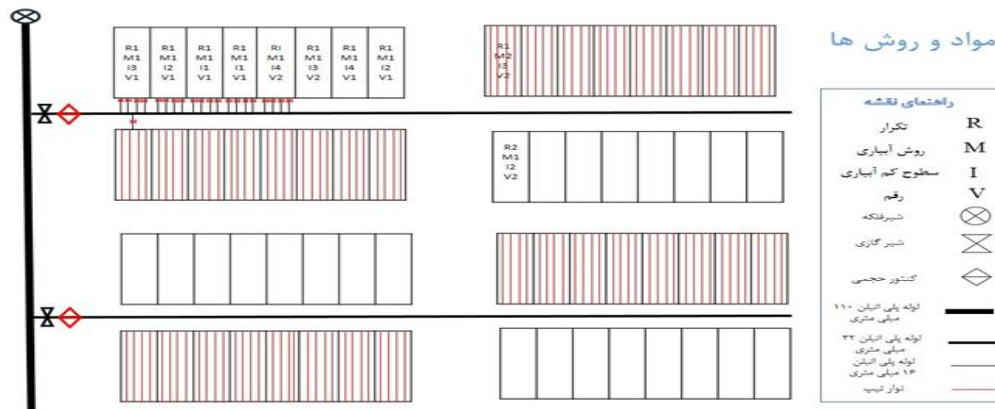 مواد و روش ها
R1 R1 R1 R1 R1 R1 R1 R1
M1 M1 M1 M1 M1 M1 M1 M1
I3 I2 I1 I1 I4 I3 I4 I2
V1 V1 V1 V1 V2 V2 V1 V1
R1
M2
I3
V2
R2
M1
I2
V2
راهنمای نقشه
تکرار R
روش آبیاری M
سطوح کم آبیاری I
رقم V
شیرفلکه
شیر گازی
کنتور حجمی
لوله پلی اتیلن ۱۱۰
میلی متری
لوله پلی اتیلن ۳۲
میلی متری
لوله پلی اتیلن
۱۶ میلی متری
نوار تیپ